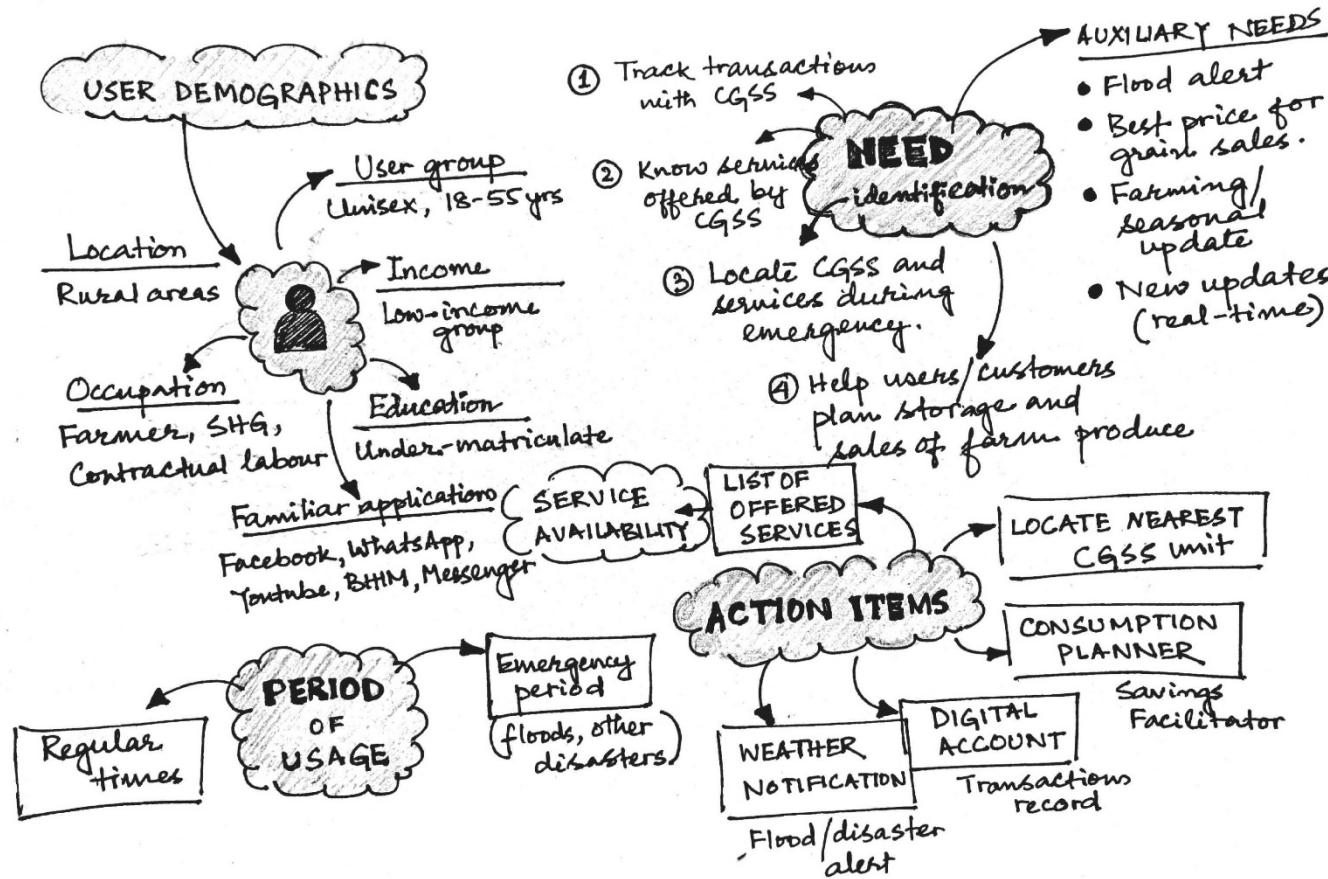 USER DEMOGRAPHICS
User group
Unisex, 18-55 yrs
Location
Rural areas
Income
Low-income
group
Occupation
Farmer, SHG,
Contractual labour
Education
Under-matriculate
Familiar applications
Facebook, WhatsApp,
Youtube, BHIM, Messenger
NEED
identification
① Track transactions
with CGSS
② Know services
offered by
CGSS
③ Locate CGSS and
services during
emergency.
④ Help users/customers
plan storage and
sales of farm produce
AUXILIARY NEEDS
• Flood alert
• Best price for
grain sales.
• Farming/
seasonal
update
• New updates
(real-time)
PERIOD
OF
USAGE
Regular
times
Emergency
period
(floods, other
disasters)
ACTION ITEMS
LIST OF
OFFERED
SERVICES
SERVICE
AVAILABILITY
LOCATE NEAREST
CGSS unit
CONSUMPTION
PLANNER
Savings
Facilitator
DIGITAL
ACCOUNT
Transactions
record
WEATHER
NOTIFICATION
Flood/disaster
alert